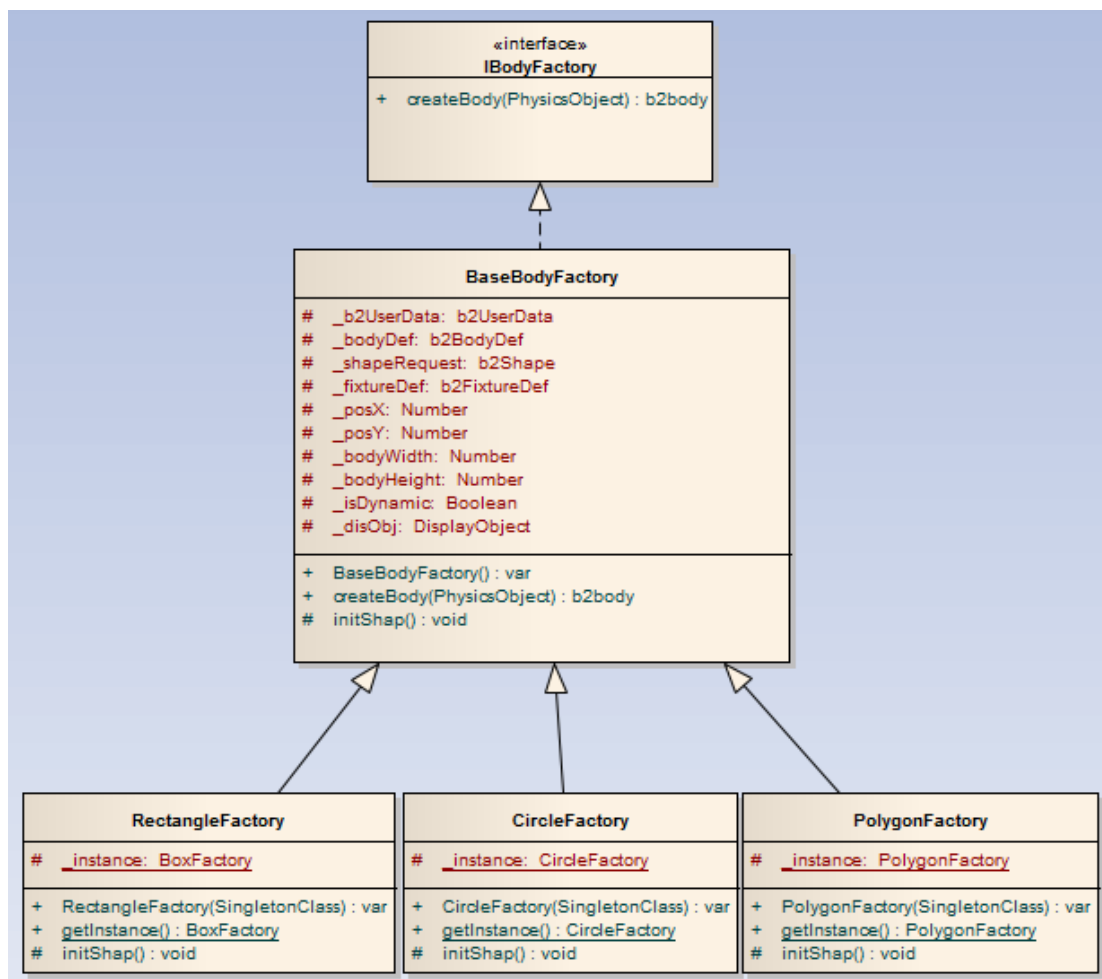 «interface»
IBodyFactory
+ createBody(PhysicsObject) : b2body
BaseBodyFactory
# _b2UserData: b2UserData
# _bodyDef: b2BodyDef
# _shapeRequest: b2Shape
# _fixtureDef: b2FixtureDef
# _posX: Number
# _posY: Number
# _bodyWidth: Number
# _bodyHeight: Number
# _isDynamic: Boolean
# _disObj: DisplayObject
+ BaseBodyFactory() : var
+ createBody(PhysicsObject) : b2body
# initShap() : void
RectangleFactory
# _instance: BoxFactory
+ RectangleFactory(SingletonClass) : var
+ getInstance() : BoxFactory
# initShap() : void
CircleFactory
# _instance: CircleFactory
+ CircleFactory(SingletonClass) : var
+ getInstance() : CircleFactory
# initShap() : void
PolygonFactory
# _instance: PolygonFactory
+ PolygonFactory(SingletonClass) : var
+ getInstance() : PolygonFactory
# initShap() : void